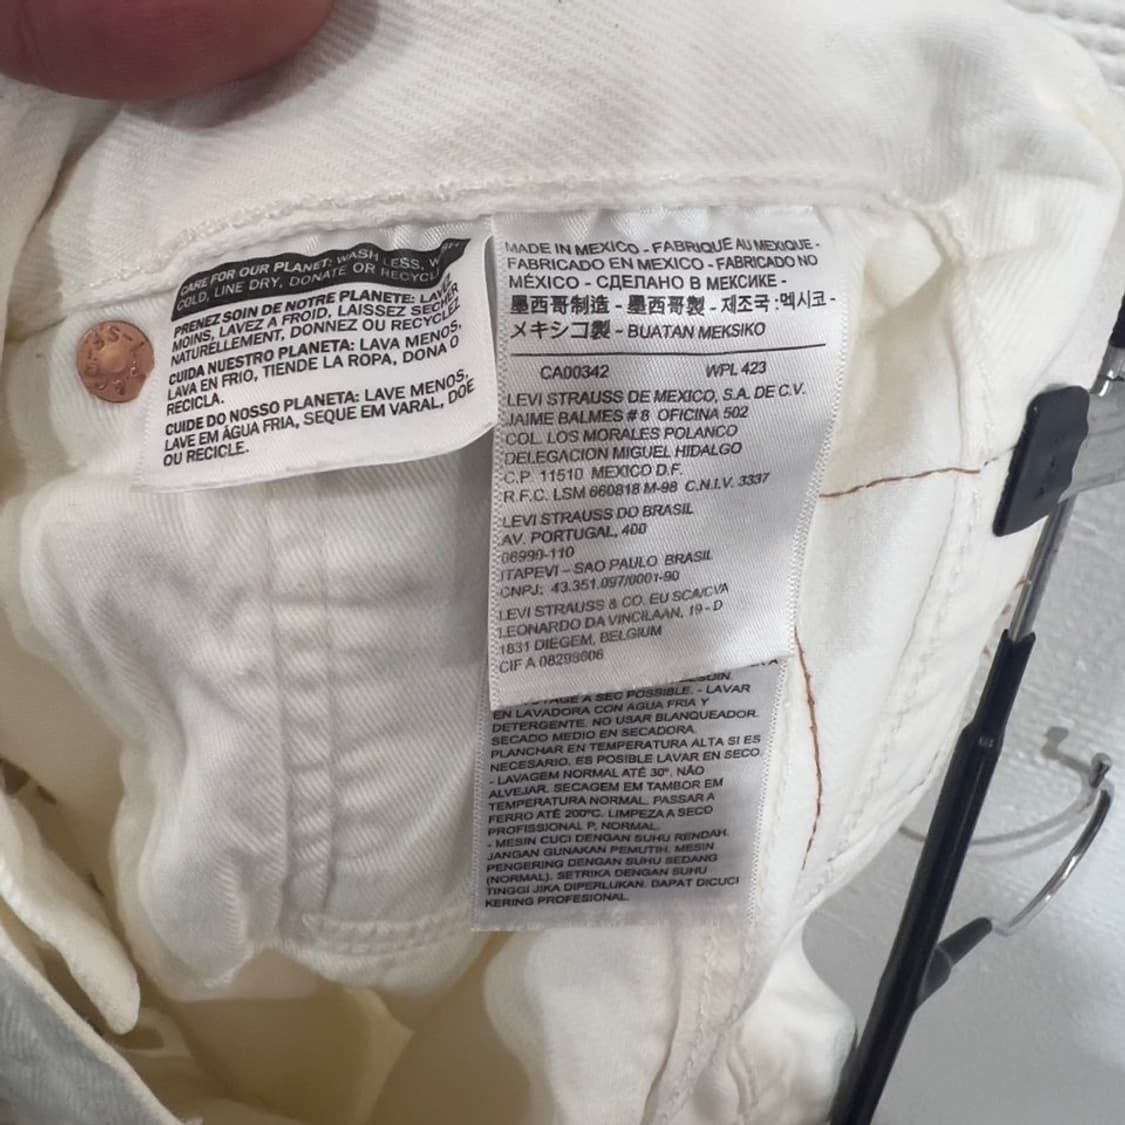 CARE FOR OUR PLANET: WASH LESS,
COLD, LINE DRY, DONATE OR RECYCLE
PRENEZ SOIN DE NOTRE PLANETE: LAVEZ
MOINS, LAVEZ A FROID, LAISSEZ SECHER
NATURELLEMENT, DONNEZ OU RECYCLEZ
CUIDA NUESTRO PLANETA: LAVA MENOS,
LAVA EN FRIO, TIENDE LA ROPA, DONA O
RECICLA.
CUIDE DO NOSSO PLANETA: LAVE MENOS,
LAVE EM ÁGUA FRIA, SEQUE EM VARAL, DOE
OU RECICLE.
MADE IN MEXICO - FABRIQUÉ AU MEXIQUE -
FABRICADO EN MEXICO - FABRICADO NO
MÉXICO - СДЕЛАНО В МЕКСИКЕ -
墨西哥制造 - 墨西哥製 - 제조국 :멕시코 -
メキシコ製 - BUATAN MEKSIKO
CA00342 WPL 423
LEVI STRAUSS DE MEXICO, S.A. DE C.V.
JAIME BALMES # 8 OFICINA 502
COL. LOS MORALES POLANCO
DELEGACION MIGUEL HIDALGO
C.P. 11510 MEXICO D.F.
R.F.C. LSM 660818 M-98 C.N.I.V. 3337
LEVI STRAUSS DO BRASIL
AV. PORTUGAL, 400
06990-110
ITAPEVI – SAO PAULO BRASIL
CNPJ: 43.351.097/0001-90
LEVI STRAUSS & CO. EU SCA/CVA
LEONARDO DA VINCILAAN, 19 - D
1831 DIEGEM, BELGIUM
CIF A 08298606
A SEC POSSIBLE. - LAVAR
EN LAVADORA CON AGUA FRIA Y
DETERGENTE. NO USAR BLANQUEADOR.
SECADO MEDIO EN SECADORA.
PLANCHAR EN TEMPERATURA ALTA SI ES
NECESARIO. ES POSIBLE LAVAR EN SECO.
- LAVAGEM NORMAL ATÉ 30°. NÃO
ALVEJAR. SECAGEM EM TAMBOR EM
TEMPERATURA NORMAL. PASSAR A
FERRO ATÉ 200ºC. LIMPEZA A SECO
PROFISSIONAL P, NORMAL.
- MESIN CUCI DENGAN SUHU RENDAH.
JANGAN GUNAKAN PEMUTIH. MESIN
PENGERING DENGAN SUHU SEDANG
(NORMAL). SETRIKA DENGAN SUHU
TINGGI JIKA DIPERLUKAN. DAPAT DICUCI
KERING PROFESIONAL.